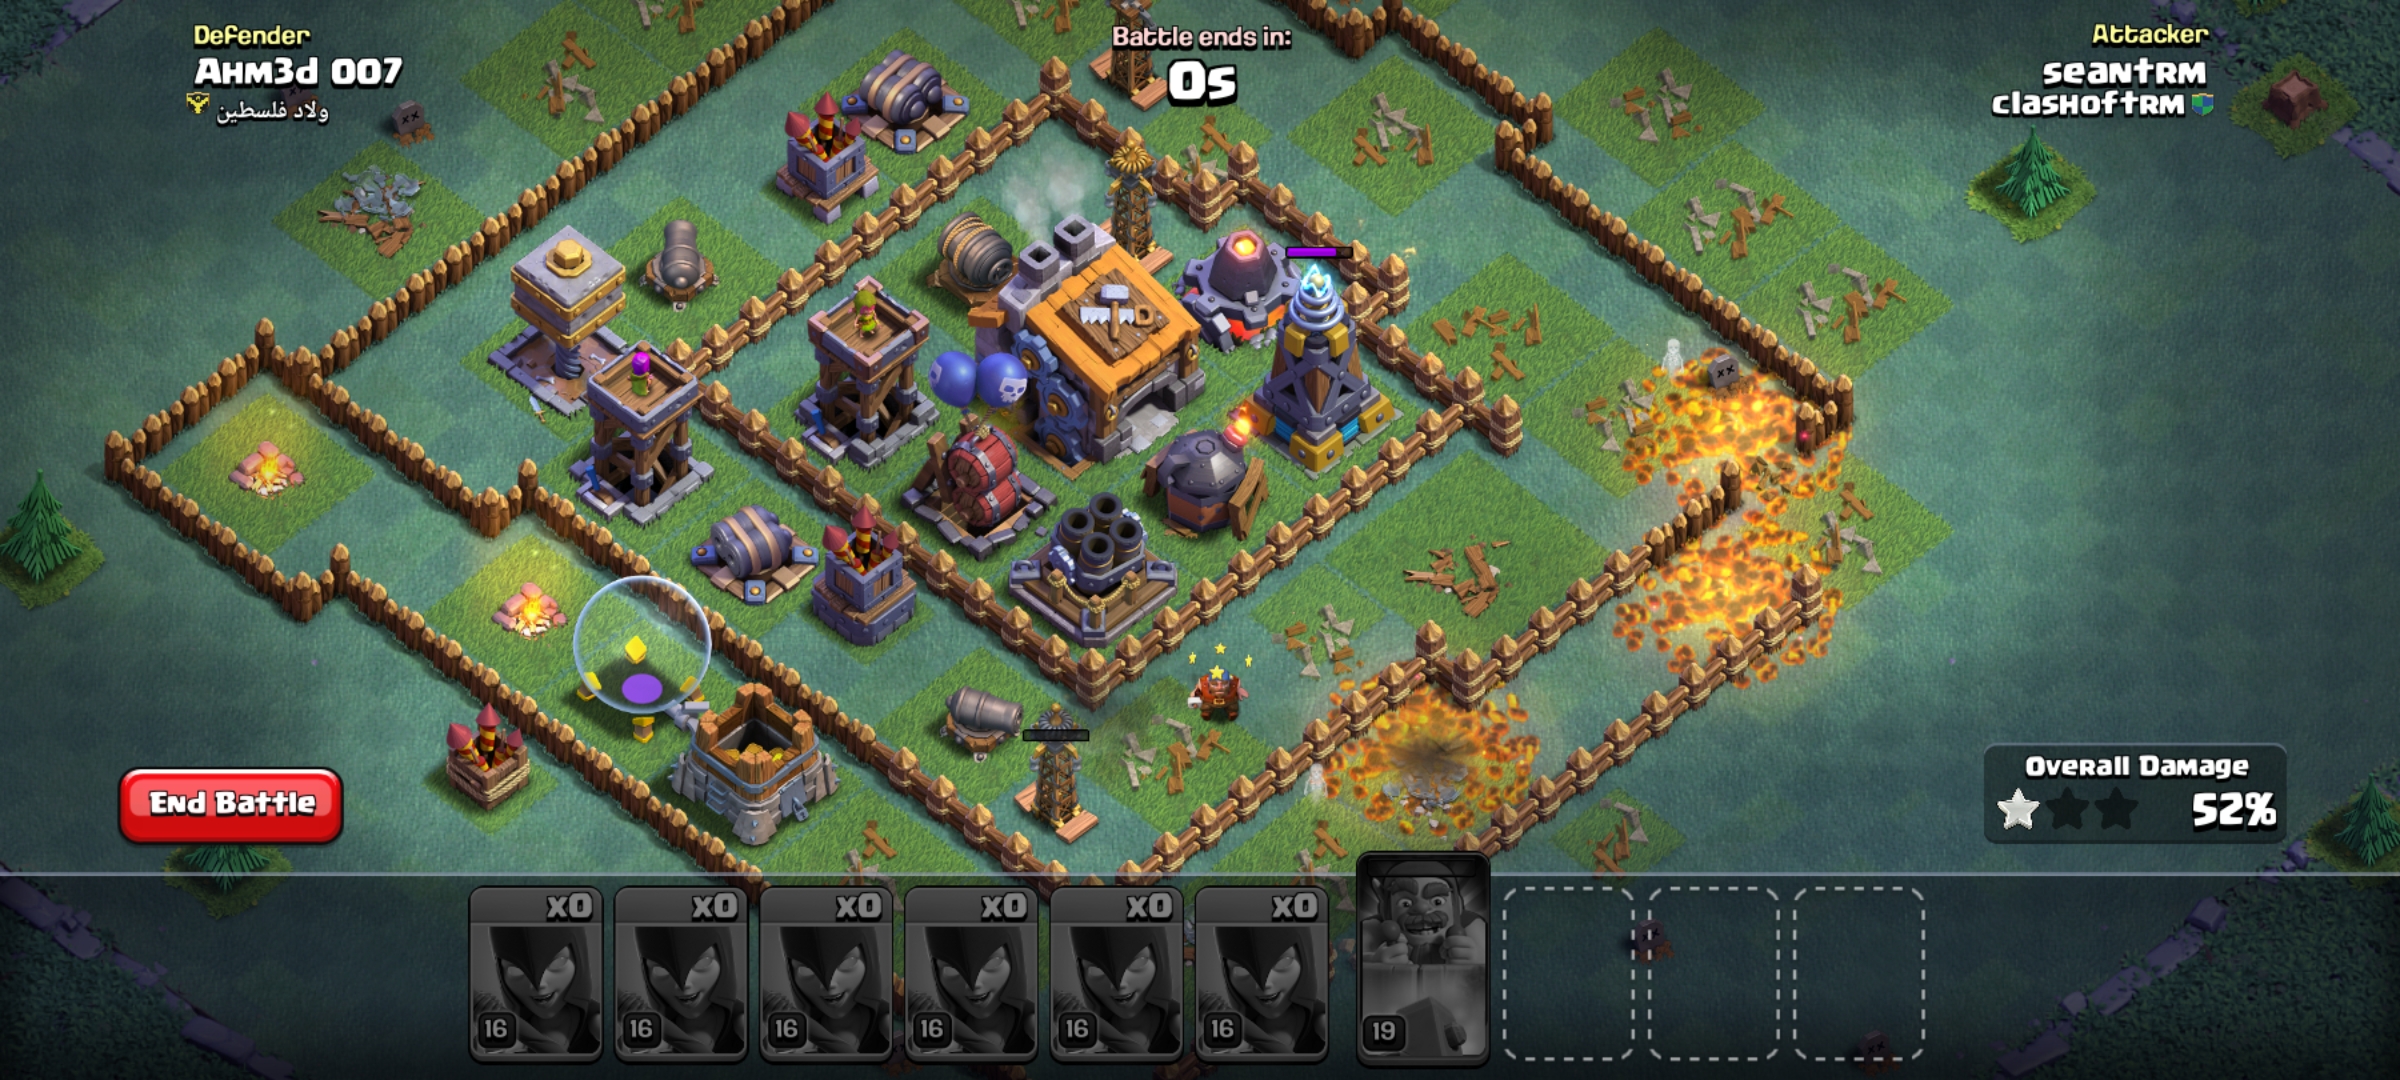 Defender
Battle ends in:
Attacker
Ahm3d 007
0s
seantRM
ولاد فلسطين
clashoftRM
End Battle
Overall Damage
52%
x0
x0
x0
x0
x0
x0
16
16
16
16
16
16
19